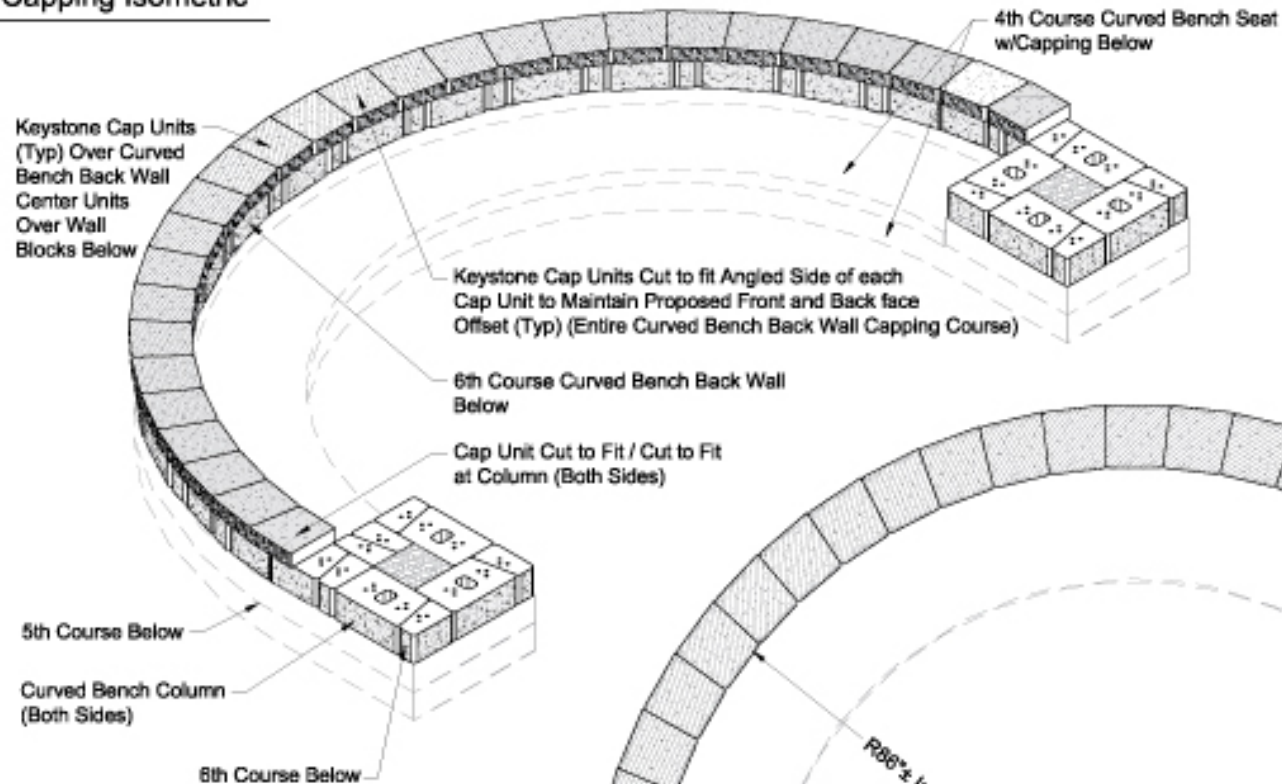 Capping Isometric
4th Course Curved Bench Seat
w/Capping Below
Keystone Cap Units
(Typ) Over Curved
Bench Back Wall
Center Units
Over Wall
Blocks Below
Keystone Cap Units Cut to fit Angled Side of each
Cap Unit to Maintain Proposed Front and Back face
Offset (Typ) (Entire Curved Bench Back Wall Capping Course)
6th Course Curved Bench Back Wall
Below
Cap Unit Cut to Fit / Cut to Fit
at Column (Both Sides)
5th Course Below
Curved Bench Column
(Both Sides)
6th Course Below
R86"±